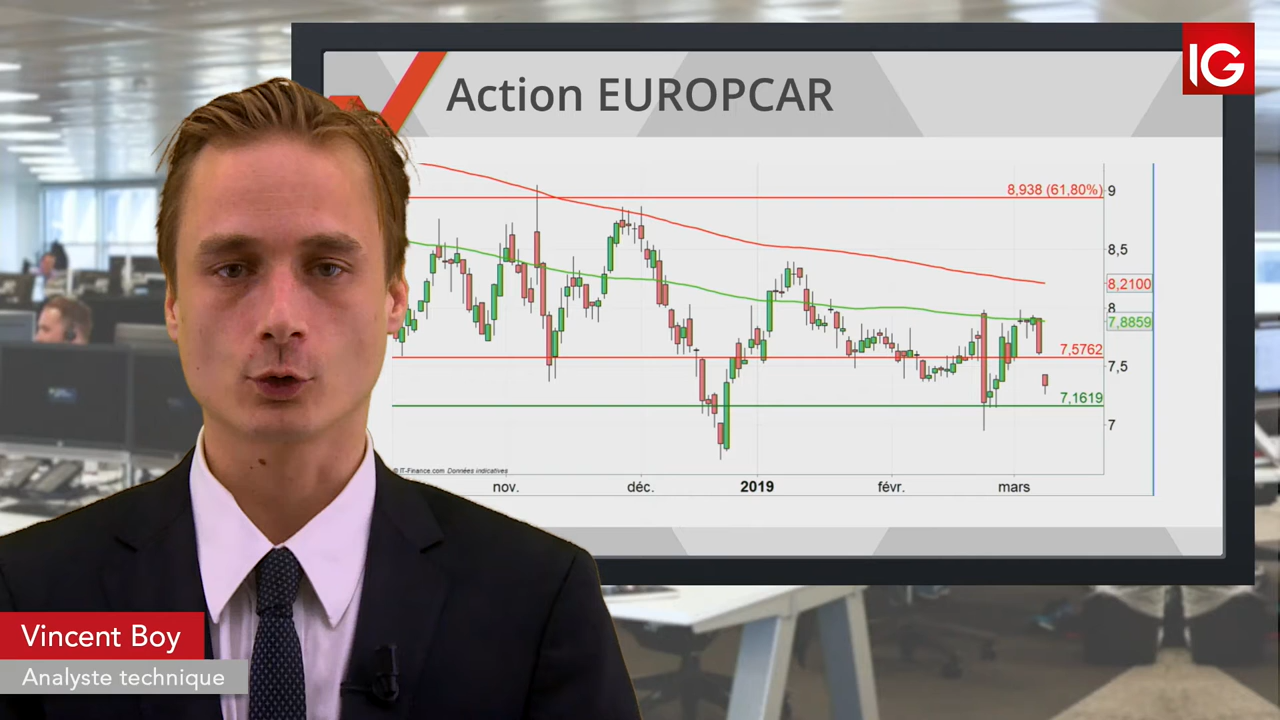 IG
Action EUROPCAR
8,938 (61,80%)
9
8,5
8,2100
8
7,8859
7,5762
7,5
7,1619
7
© IT-Finance.com Données indicatives
nov.
déc.
2019
févr.
mars
Vincent Boy
Analyste technique